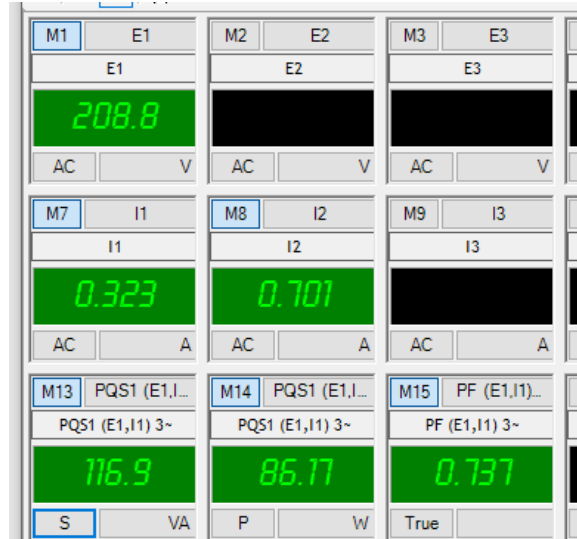 M1 E1 M2 E2 M3 E3
E1 E2 E3
208.8
AC V AC V AC V
M7 I1 M8 I2 M9 I3
I1 I2 I3
0.323 0.701
AC A AC A AC A
M13 PQS1 (E1,I... M14 PQS1 (E1,I... M15 PF (E1,I1)...
PQS1 (E1,I1) 3~ PQS1 (E1,I1) 3~ PF (E1,I1) 3~
116.9 86.17 0.737
S VA P W True